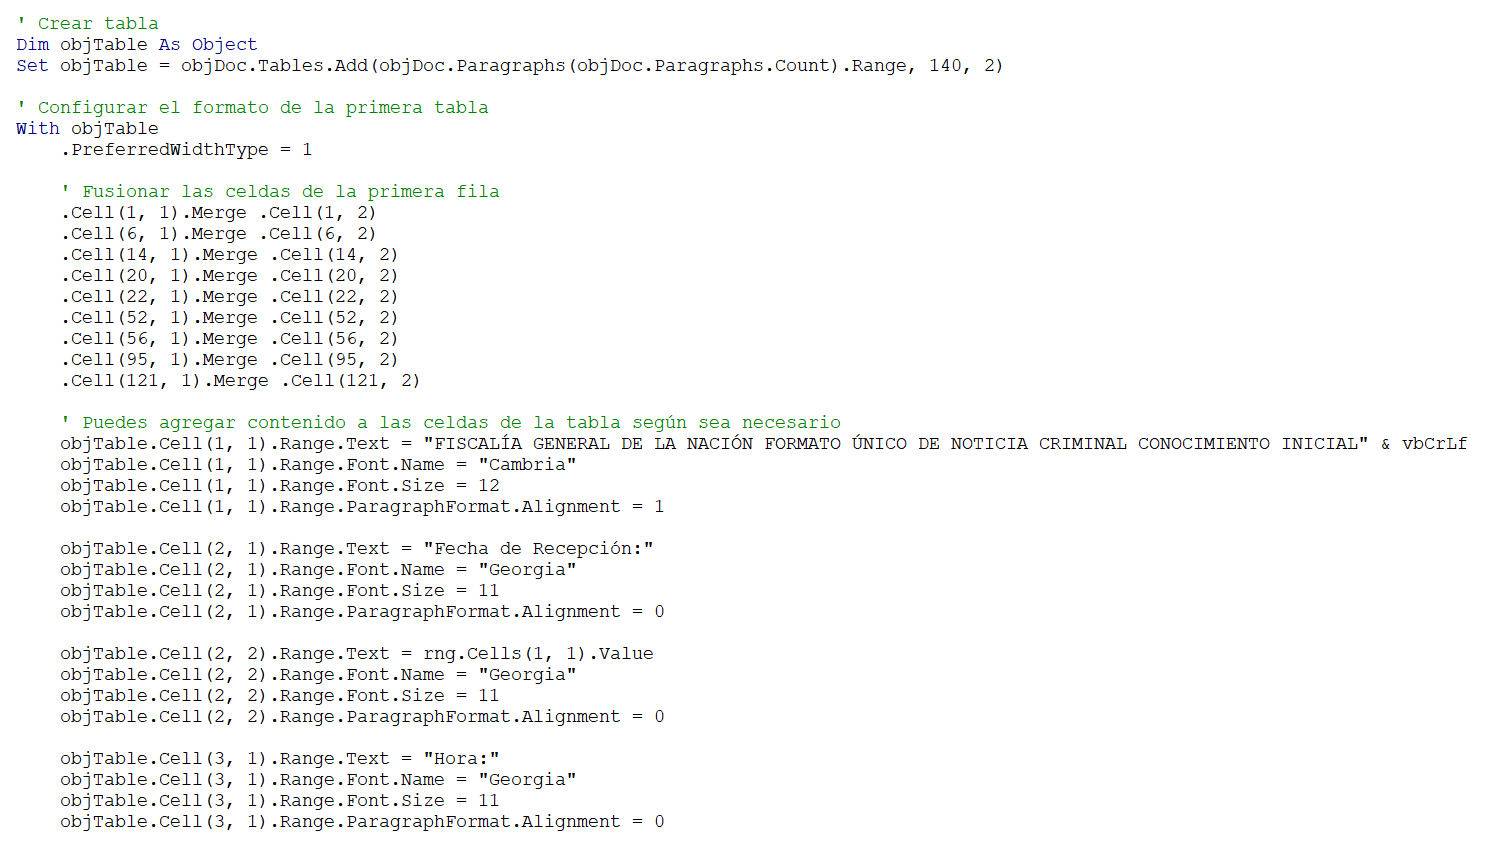 ' Crear tabla
Dim objTable As Object
Set objTable = objDoc.Tables.Add(objDoc.Paragraphs(objDoc.Paragraphs.Count).Range, 140, 2)

' Configurar el formato de la primera tabla
With objTable
    .PreferredWidthType = 1

    ' Fusionar las celdas de la primera fila
    .Cell(1, 1).Merge .Cell(1, 2)
    .Cell(6, 1).Merge .Cell(6, 2)
    .Cell(14, 1).Merge .Cell(14, 2)
    .Cell(20, 1).Merge .Cell(20, 2)
    .Cell(22, 1).Merge .Cell(22, 2)
    .Cell(52, 1).Merge .Cell(52, 2)
    .Cell(56, 1).Merge .Cell(56, 2)
    .Cell(95, 1).Merge .Cell(95, 2)
    .Cell(121, 1).Merge .Cell(121, 2)

    ' Puedes agregar contenido a las celdas de la tabla según sea necesario
    objTable.Cell(1, 1).Range.Text = "FISCALÍA GENERAL DE LA NACIÓN FORMATO ÚNICO DE NOTICIA CRIMINAL CONOCIMIENTO INICIAL" & vbCrLf
    objTable.Cell(1, 1).Range.Font.Name = "Cambria"
    objTable.Cell(1, 1).Range.Font.Size = 12
    objTable.Cell(1, 1).Range.ParagraphFormat.Alignment = 1

    objTable.Cell(2, 1).Range.Text = "Fecha de Recepción:"
    objTable.Cell(2, 1).Range.Font.Name = "Georgia"
    objTable.Cell(2, 1).Range.Font.Size = 11
    objTable.Cell(2, 1).Range.ParagraphFormat.Alignment = 0

    objTable.Cell(2, 2).Range.Text = rng.Cells(1, 1).Value
    objTable.Cell(2, 2).Range.Font.Name = "Georgia"
    objTable.Cell(2, 2).Range.Font.Size = 11
    objTable.Cell(2, 2).Range.ParagraphFormat.Alignment = 0

    objTable.Cell(3, 1).Range.Text = "Hora:"
    objTable.Cell(3, 1).Range.Font.Name = "Georgia"
    objTable.Cell(3, 1).Range.Font.Size = 11
    objTable.Cell(3, 1).Range.ParagraphFormat.Alignment = 0